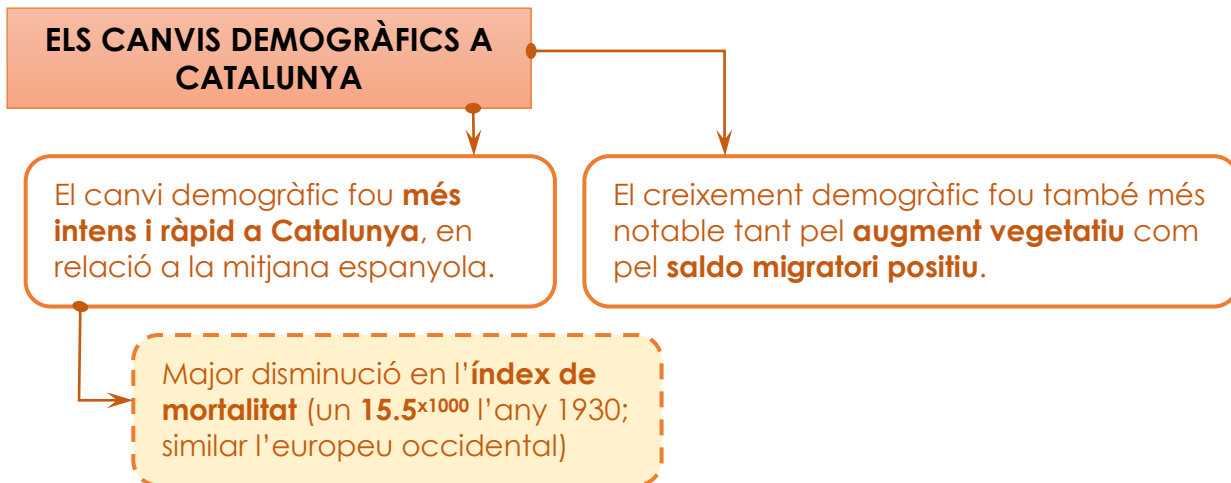 ELS CANVIS DEMOGRÀFICS A
CATALUNYA
El canvi demogràfic fou més
intens i ràpid a Catalunya, en
relació a la mitjana espanyola.
El creixement demogràfic fou també més
notable tant pel augment vegetatiu com
pel saldo migratori positiu.
Major disminució en l’índex de
mortalitat (un 15.5x1000 l’any 1930;
similar l’europeu occidental)